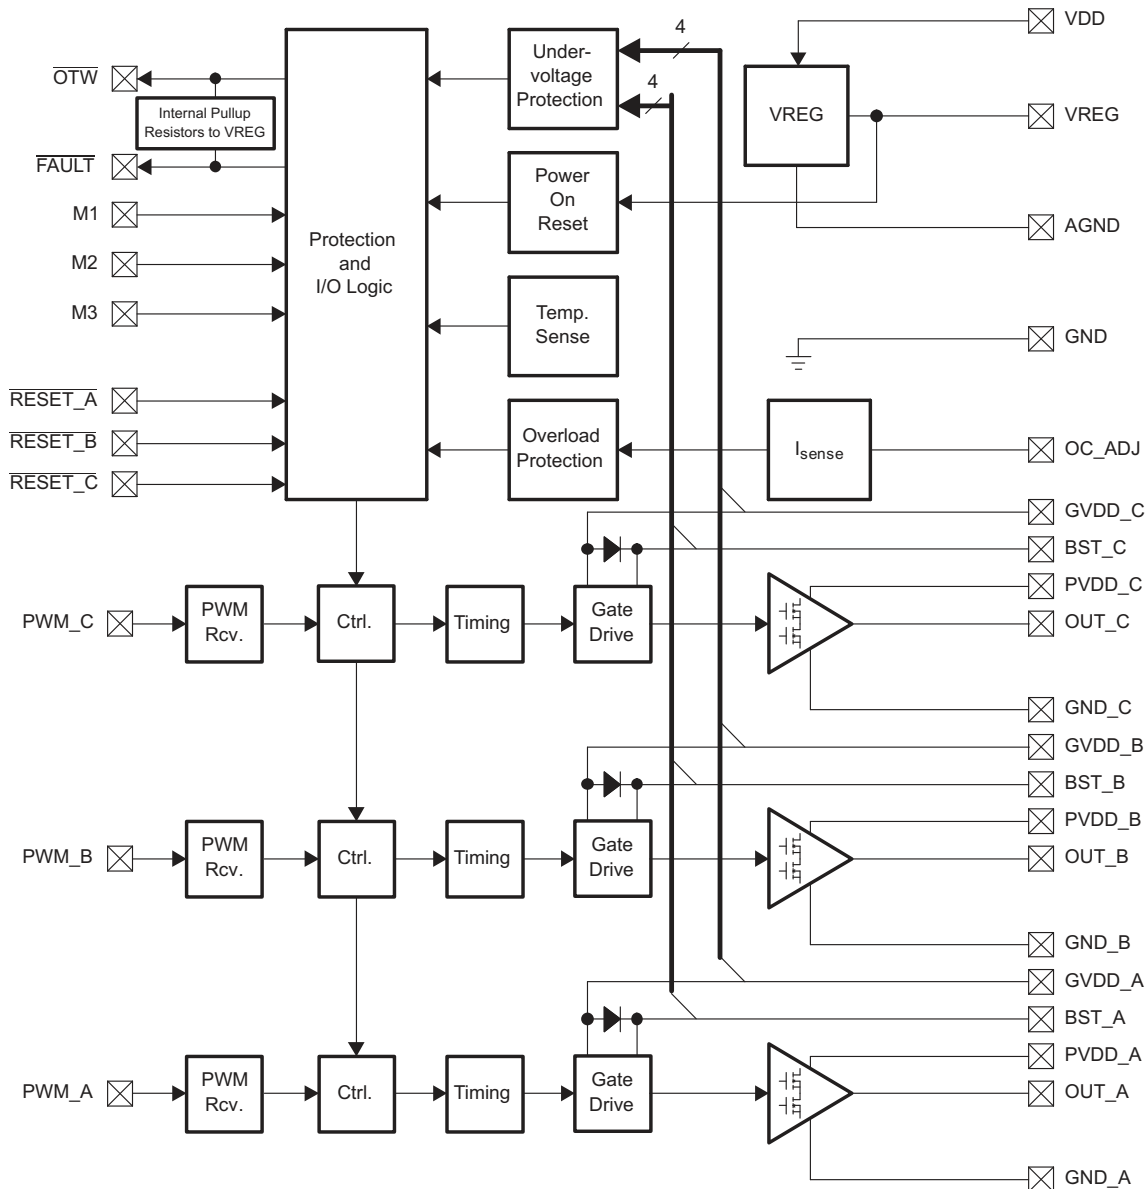 4
VDD
OTW
Under-
voltage
Protection
4
Internal Pullup
Resistors to VREG
VREG
VREG
FAULT
Power
On
Reset
M1
AGND
Protection
and
I/O Logic
M2
M3
Temp.
Sense
GND
RESET_A
RESET_B
RESET_C
Overload
Protection
Isense
OC_ADJ
GVDD_C
BST_C
PVDD_C
PWM_C
PWM
Rcv.
Ctrl.
Timing
Gate
Drive
OUT_C
GND_C
GVDD_B
BST_B
PVDD_B
PWM_B
PWM
Rcv.
Ctrl.
Timing
Gate
Drive
OUT_B
GND_B
GVDD_A
BST_A
PVDD_A
PWM_A
PWM
Rcv.
Ctrl.
Timing
Gate
Drive
OUT_A
GND_A